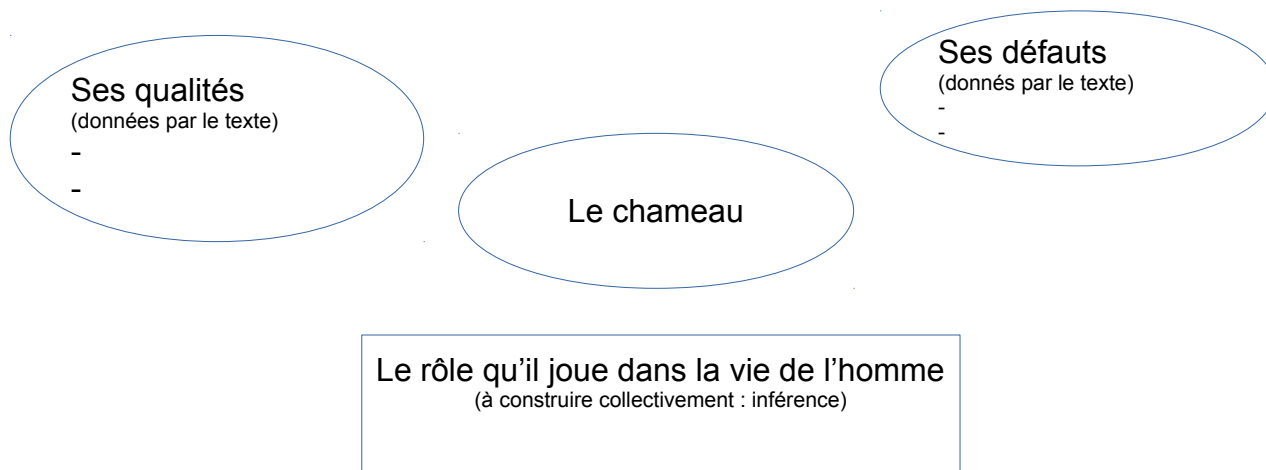 Ses qualités
(données par le texte)
-
-
Ses défauts
(donnés par le texte)
-
-
Le chameau
Le rôle qu’il joue dans la vie de l’homme
(à construire collectivement : inférence)